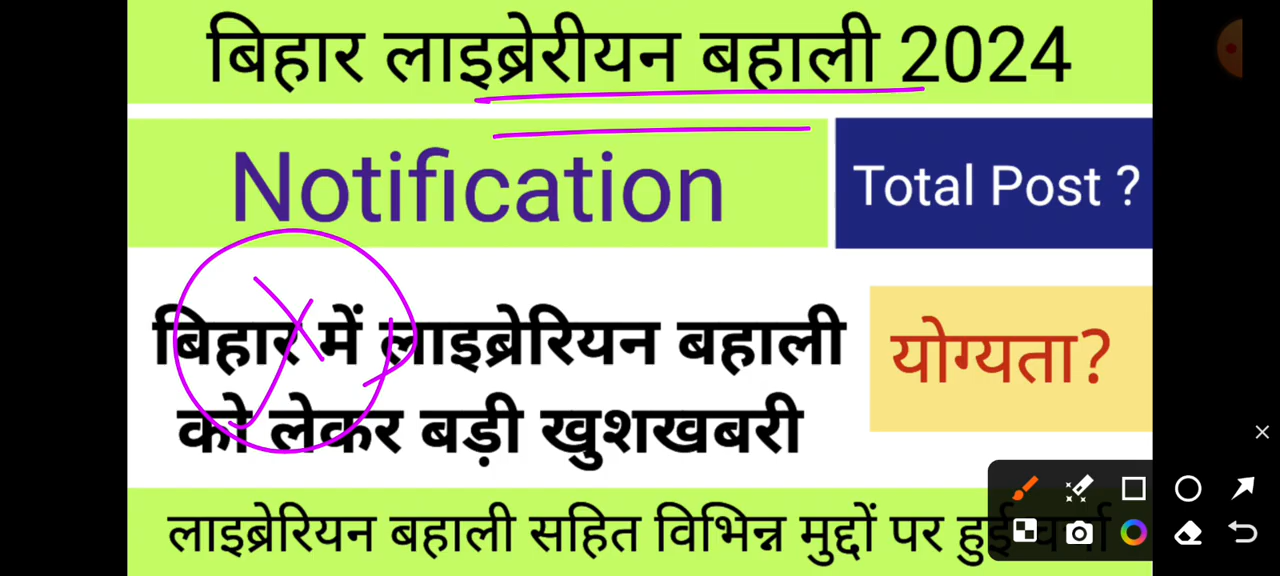 बिहार लाइब्रेरीयन बहाली 2024
Notification
Total Post ?
बिहार में लाइब्रेरियन बहाली
को लेकर बड़ी खुशखबरी
योग्यता?
लाइब्रेरियन बहाली सहित विभिन्न मुद्दों पर हुई